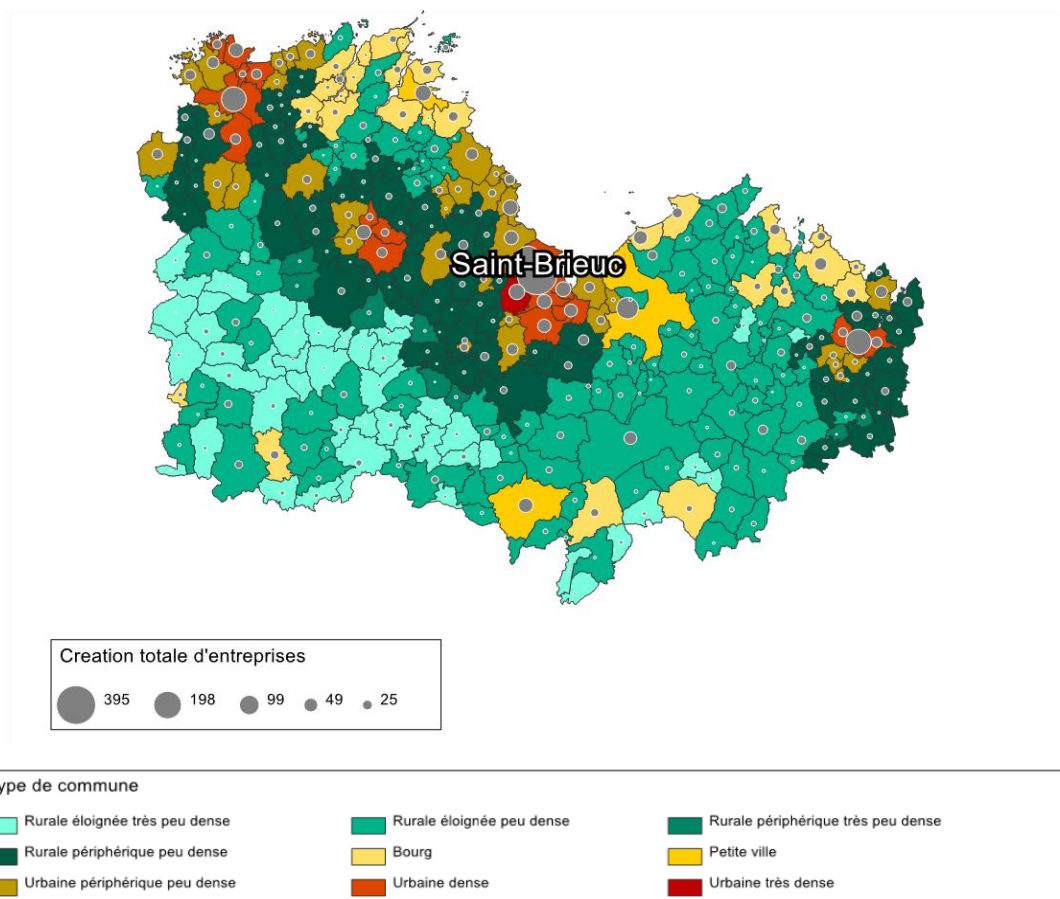 Saint-Brieuc
Creation totale d'entreprises
395 198 99 49 25
ype de commune
Rurale éloignée très peu dense Rurale éloignée peu dense Rurale périphérique très peu dense
Rurale périphérique peu dense Bourg Petite ville
Urbaine périphérique peu dense Urbaine dense Urbaine très dense